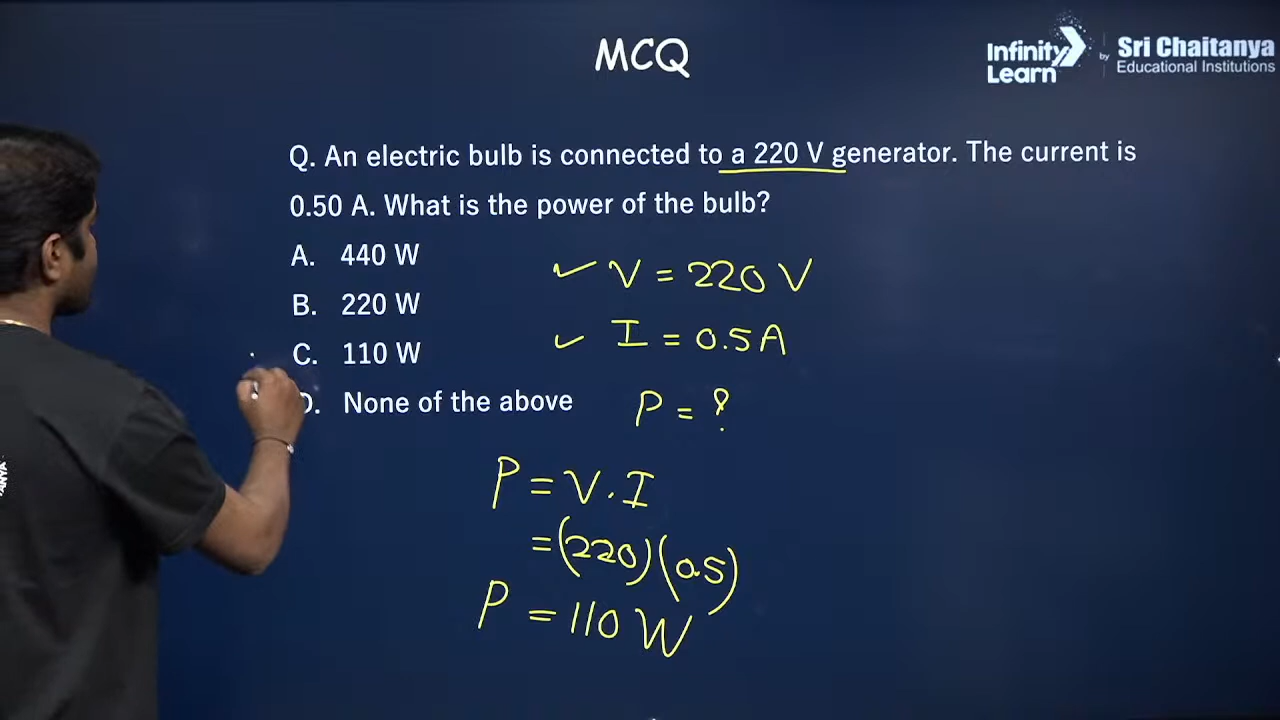 MCQ
Infinity Learn by Sri Chaitanya Educational Institutions
Q. An electric bulb is connected to a 220 V generator. The current is
0.50 A. What is the power of the bulb?
A. 440 W
B. 220 W
C. 110 W
D. None of the above
✓ V = 220 V
✓ I = 0.5 A
P = ?
P = V . I
= (220) (0.5)
P = 110 W